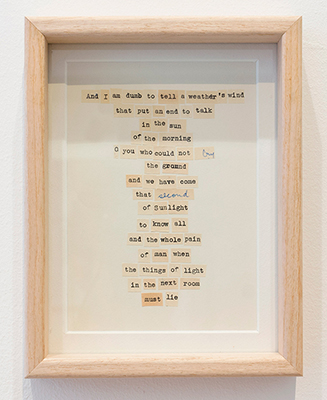 And I am dumb to tell a weather's wind
that put an end to talk
in the sun
of the morning
O you who could not
the ground
and we have come
that second
of Sunlight
to know all
and the whole pain
of man when
the things of light
in the next room
must lie